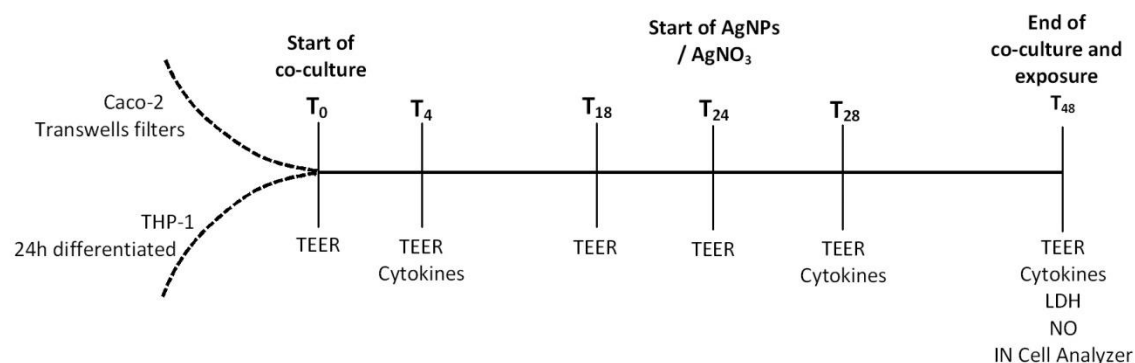 Start of
co-culture
Start of AgNPs
/ AgNO₃
End of
co-culture and
exposure
Caco-2
Transwells filters
T₀
T₄
T₁₈
T₂₄
T₂₈
T₄₈
THP-1
24h differentiated
TEER
TEER
Cytokines
TEER
TEER
TEER
Cytokines
TEER
Cytokines
LDH
NO
IN Cell Analyzer